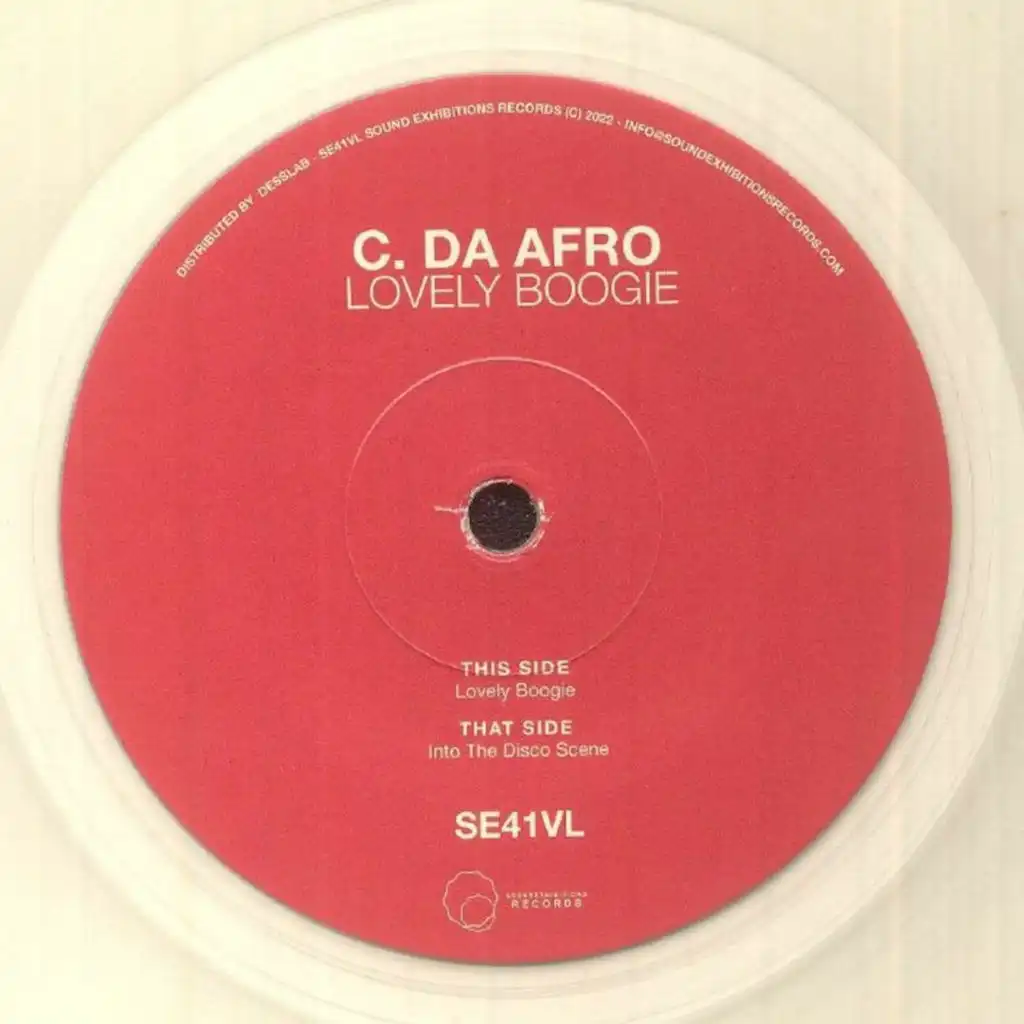 DISTRIBUTED BY DESSLAB - SE41VL SOUND EXHIBITIONS RECORDS (C) 2022 - INFO@SOUNDEXHIBITIONSRECORDS.COM
C. DA AFRO
LOVELY BOOGIE
THIS SIDE
Lovely Boogie
THAT SIDE
Into The Disco Scene
SE41VL
SOUNDEXHIBITIONS
RECORDS